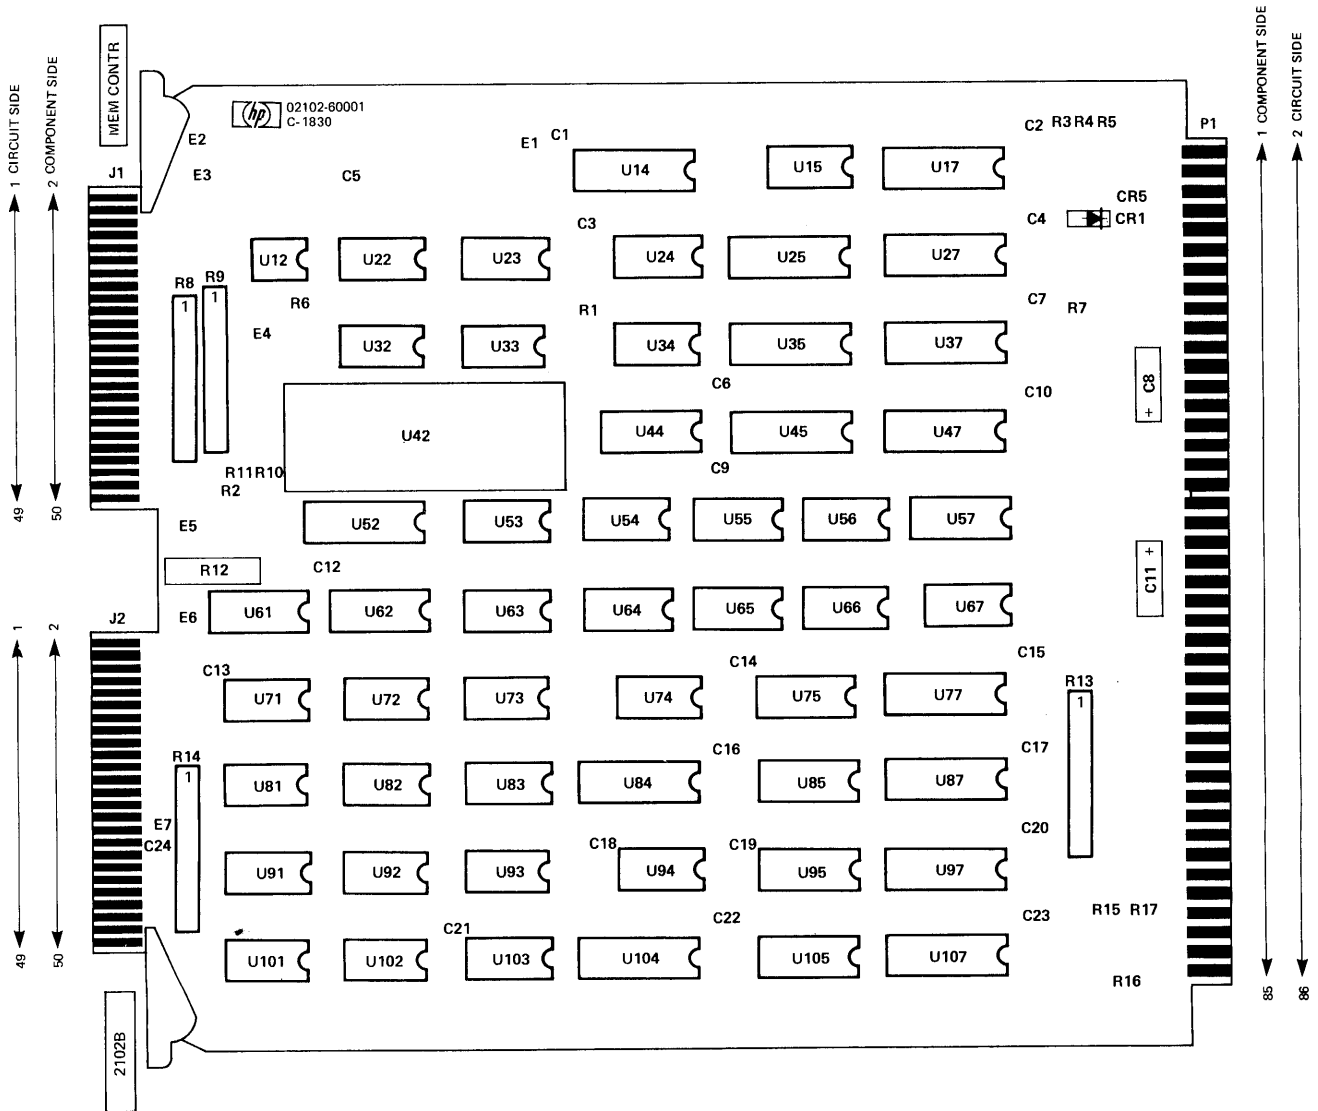 MEM CONTR
1 CIRCUIT SIDE
2 COMPONENT SIDE
1 COMPONENT SIDE
2 CIRCUIT SIDE
hp 02102-60001
C-1830
E2
E1 C1
C2 R3 R4 R5
P1
J1
E3
C5
U14
U15
U17
CR5
C3
C4
CR1
U12
U22
U23
U24
U25
U27
R8
R9
R6
R1
C7
R7
1
1
E4
U32
U33
U34
U35
U37
C6
C8
+
C10
U42
U44
U45
U47
R11 R10
C9
R2
49
50
E5
U52
U53
U54
U55
U56
U57
R12
C12
C11 +
J2
1
2
E6
U61
U62
U63
U64
U65
U66
U67
C13
C14
C15
R13
1
U71
U72
U73
U74
U75
U77
R14
1
C16
C17
U81
U82
U83
U84
U85
U87
E7
C24
C18
C19
C20
U91
U92
U93
U94
U95
U97
C21
C22
C23
R15 R17
49
50
U101
U102
U103
U104
U105
U107
R16
85
86
2102B